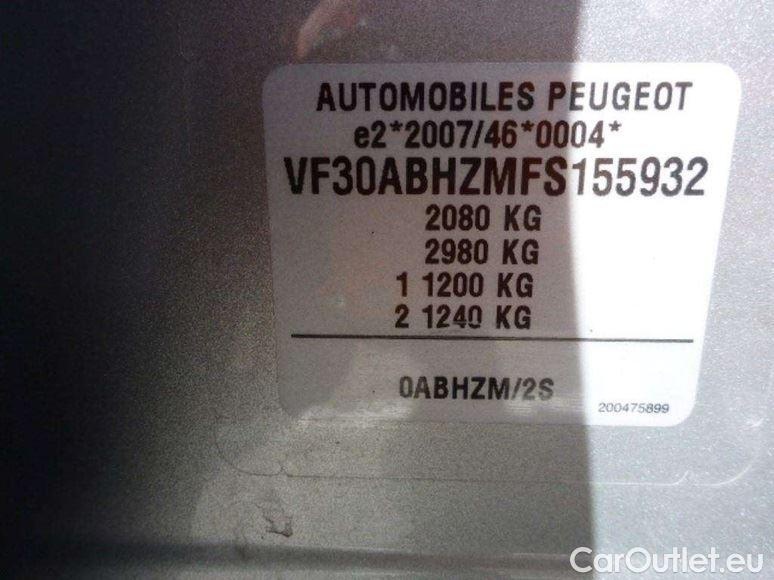 AUTOMOBILES PEUGEOT
e2*2007/46*0004*
VF30ABHZMFS155932
2080 KG
2980 KG
1 1200 KG
2 1240 KG
0ABHZM/2S
200475899
CarOutlet.eu